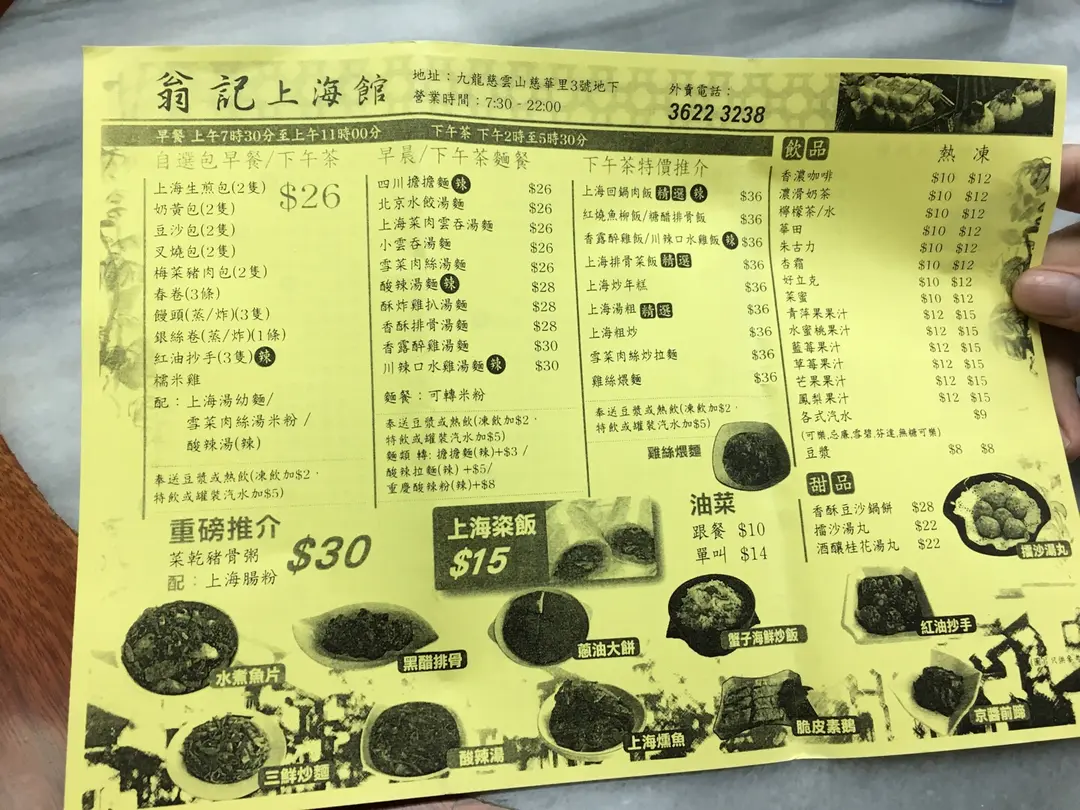 翁記上海館
地址：九龍慈雲山慈華里3號地下
營業時間：7:30 - 22:00
外賣電話：
3622 3238
早餐 上午7時30分至上午11時00分
下午茶 下午2時至5時30分
自選包早餐/下午茶
$26
上海生煎包(2隻)
奶黃包(2隻)
豆沙包(2隻)
叉燒包(2隻)
梅菜豬肉包(2隻)
春卷(3條)
饅頭(蒸/炸)(3隻)
銀絲卷(蒸/炸)(1條)
紅油抄手(3隻) 辣
糯米雞
配：上海湯幼麵/
雪菜肉絲湯米粉 /
酸辣湯(辣)
奉送豆漿或熱飲(凍飲加$2，
特飲或罐裝汽水加$5)
早晨/下午茶麵餐
四川擔擔麵 辣 $26
北京水餃湯麵 $26
上海菜肉雲吞湯麵 $26
小雲吞湯麵 $26
雪菜肉絲湯麵 $26
酸辣湯麵 辣 $28
酥炸雞扒湯麵 $28
香酥排骨湯麵 $28
香露醉雞湯麵 $30
川辣口水雞湯麵 辣 $30
麵餐：可轉米粉
奉送豆漿或熱飲(凍飲加$2，
特飲或罐裝汽水加$5)
麵類 轉: 擔擔麵(辣)+$3 /
酸辣拉麵(辣) +$5/
重慶酸辣粉(辣)+$8
下午茶特價推介
上海回鍋肉飯 精選 辣 $36
紅燒魚柳飯/糖醋排骨飯 $36
香露醉雞飯/川辣口水雞飯 辣 $36
上海排骨菜飯 精選 $36
上海炒年糕 $36
上海湯粗 精選 $36
上海粗炒 $36
雪菜肉絲炒拉麵 $36
雞絲煨麵 $36
奉送豆漿或熱飲(凍飲加$2，
特飲或罐裝汽水加$5)
雞絲煨麵
飲品 熱 凍
香濃咖啡 $10 $12
濃滑奶茶 $10 $12
檸檬茶/水 $10 $12
華田 $10 $12
朱古力 $10 $12
杏霜 $10 $12
好立克 $10 $12
菜蜜 $10 $12
青萍果果汁 $12 $15
水蜜桃果汁 $12 $15
藍莓果汁 $12 $15
草莓果汁 $12 $15
芒果果汁 $12 $15
鳳梨果汁 $12 $15
各式汽水 $9
(可樂,忌廉,雪碧,芬達,無糖可樂)
豆漿 $8 $8
甜品
香酥豆沙鍋餅 $28
擂沙湯丸 $22
酒釀桂花湯丸 $22
擂沙湯丸
重磅推介
菜乾豬骨粥
配：上海腸粉
$30
上海粢飯
$15
油菜
跟餐 $10
單叫 $14
水煮魚片
黑醋排骨
蔥油大餅
蟹子海鮮炒飯
紅油抄手
三鮮炒麵
酸辣湯
上海燻魚
脆皮素鵝
京醬前蹄